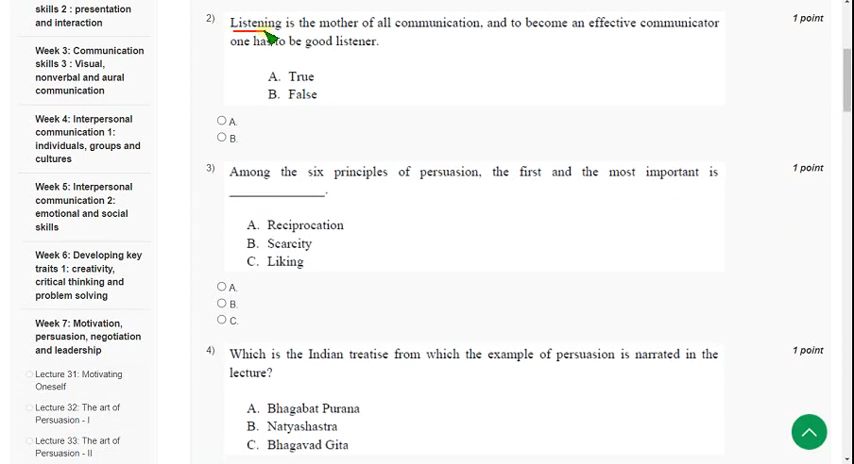 skills 2 : presentation
and interaction
Week 3: Communication
skills 3 : Visual,
nonverbal and aural
communication
Week 4: Interpersonal
communication 1:
individuals, groups and
cultures
Week 5: Interpersonal
communication 2:
emotional and social
skills
Week 6: Developing key
traits 1: creativity,
critical thinking and
problem solving
Week 7: Motivation,
persuasion, negotiation
and leadership
Lecture 31: Motivating
Oneself
Lecture 32: The art of
Persuasion - I
Lecture 33: The art of
Persuasion - II
2) Listening is the mother of all communication, and to become an effective communicator 1 point
one has to be good listener.
A. True
B. False
A.
B.
3) Among the six principles of persuasion, the first and the most important is 1 point
____________.
A. Reciprocation
B. Scarcity
C. Liking
A.
B.
C.
4) Which is the Indian treatise from which the example of persuasion is narrated in the 1 point
lecture?
A. Bhagabat Purana
B. Natyashastra
C. Bhagavad Gita